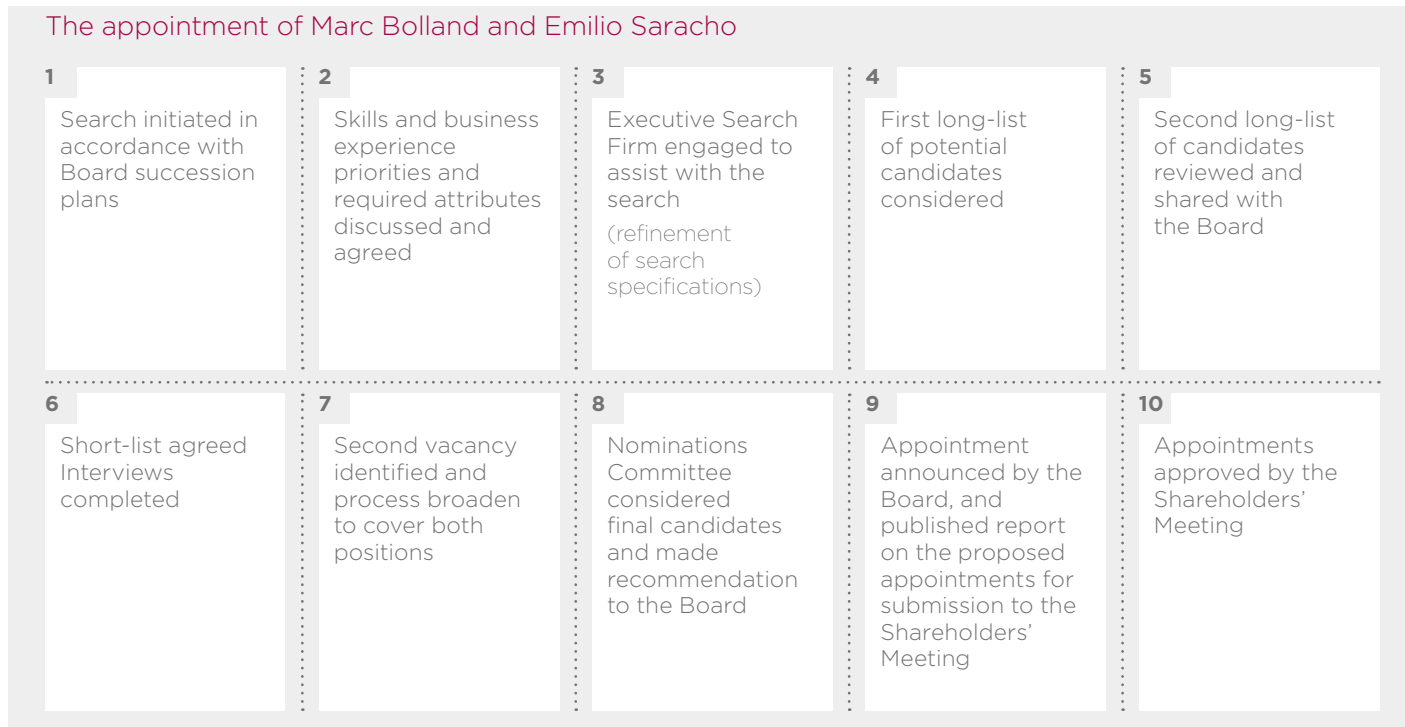 The appointment of Marc Bolland and Emilio Saracho
1
Search initiated in
accordance with
Board succession
plans
2
Skills and business
experience
priorities and
required attributes
discussed and
agreed
3
Executive Search
Firm engaged to
assist with the
search
(refinement
of search
specifications)
4
First long-list
of potential
candidates
considered
5
Second long-list
of candidates
reviewed and
shared with
the Board
6
Short-list agreed
Interviews
completed
7
Second vacancy
identified and
process broaden
to cover both
positions
8
Nominations
Committee
considered
final candidates
and made
recommendation
to the Board
9
Appointment
announced by the
Board, and
published report
on the proposed
appointments for
submission to the
Shareholders’
Meeting
10
Appointments
approved by the
Shareholders’
Meeting